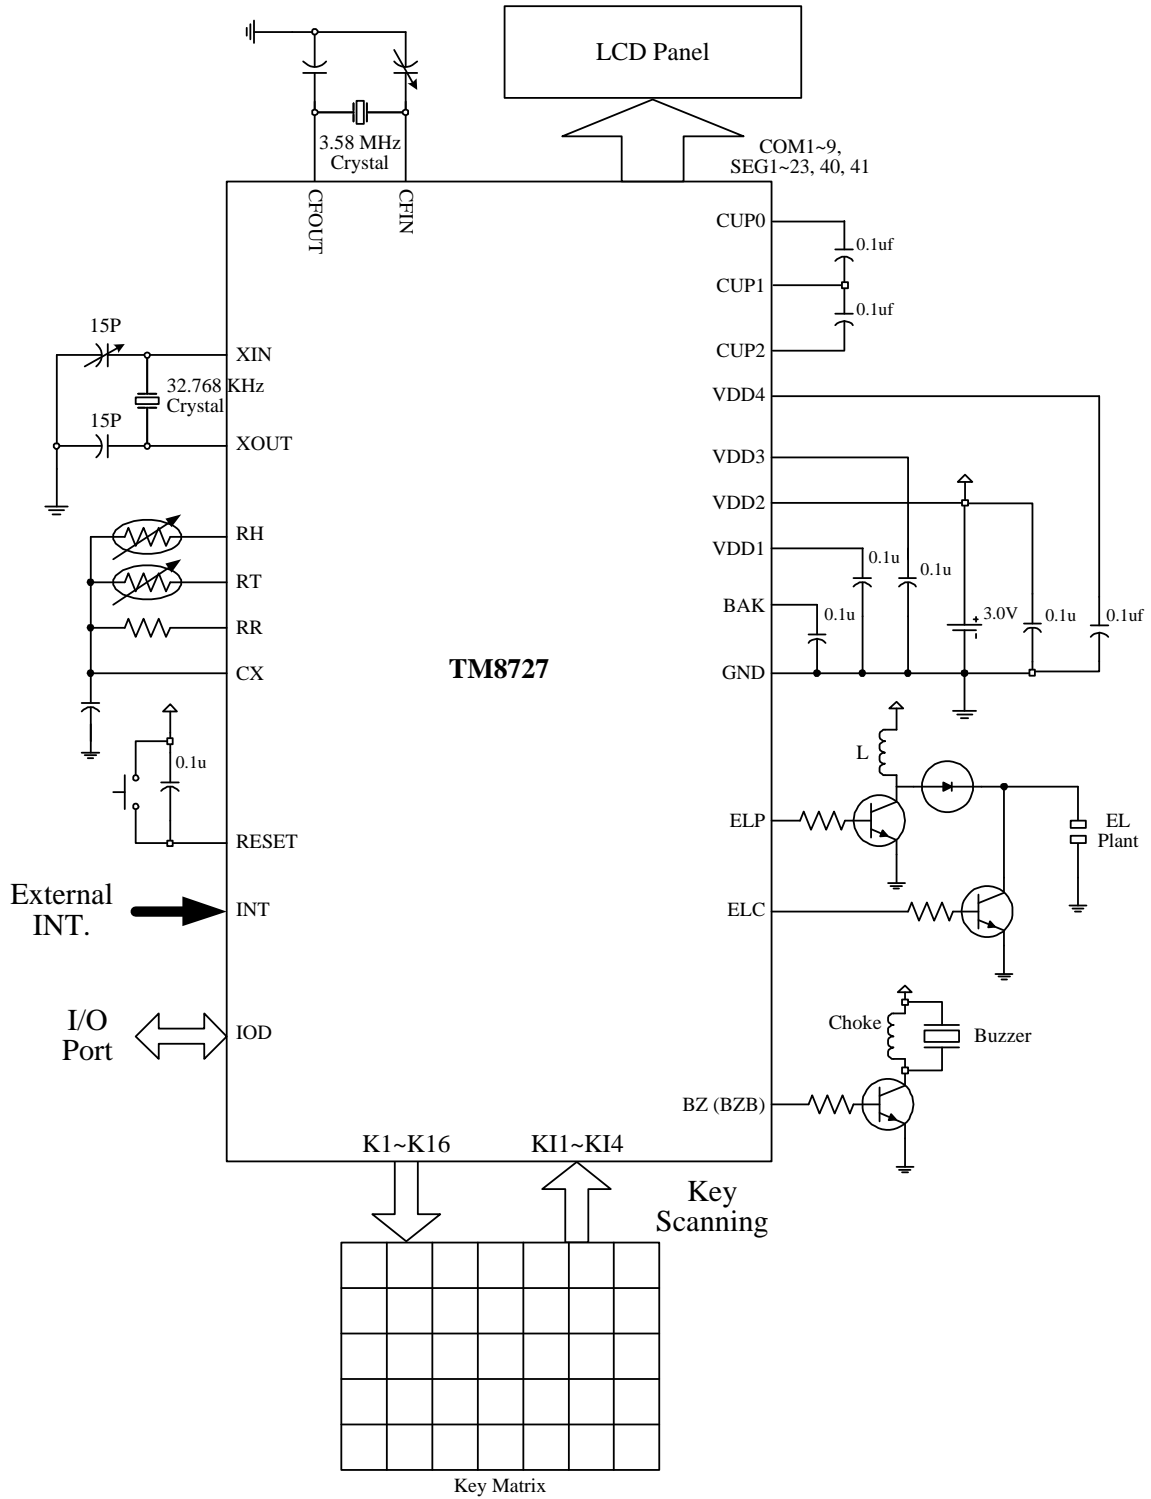 LCD Panel
3.58 MHz
Crystal
COM1~9,
SEG1~23, 40, 41
CFOUT
CFIN
CUP0
0.1uf
CUP1
0.1uf
CUP2
15P
XIN
32.768 KHz
Crystal
15P
XOUT
VDD4
VDD3
VDD2
VDD1
0.1u
0.1u
BAK
0.1u
3.0V
+
-
0.1u
0.1uf
GND
RH
RT
RR
CX
TM8727
0.1u
RESET
L
ELP
EL
Plant
External
INT.
INT
ELC
I/O
Port
IOD
Choke
Buzzer
BZ (BZB)
K1~K16
KI1~KI4
Key
Scanning
Key Matrix